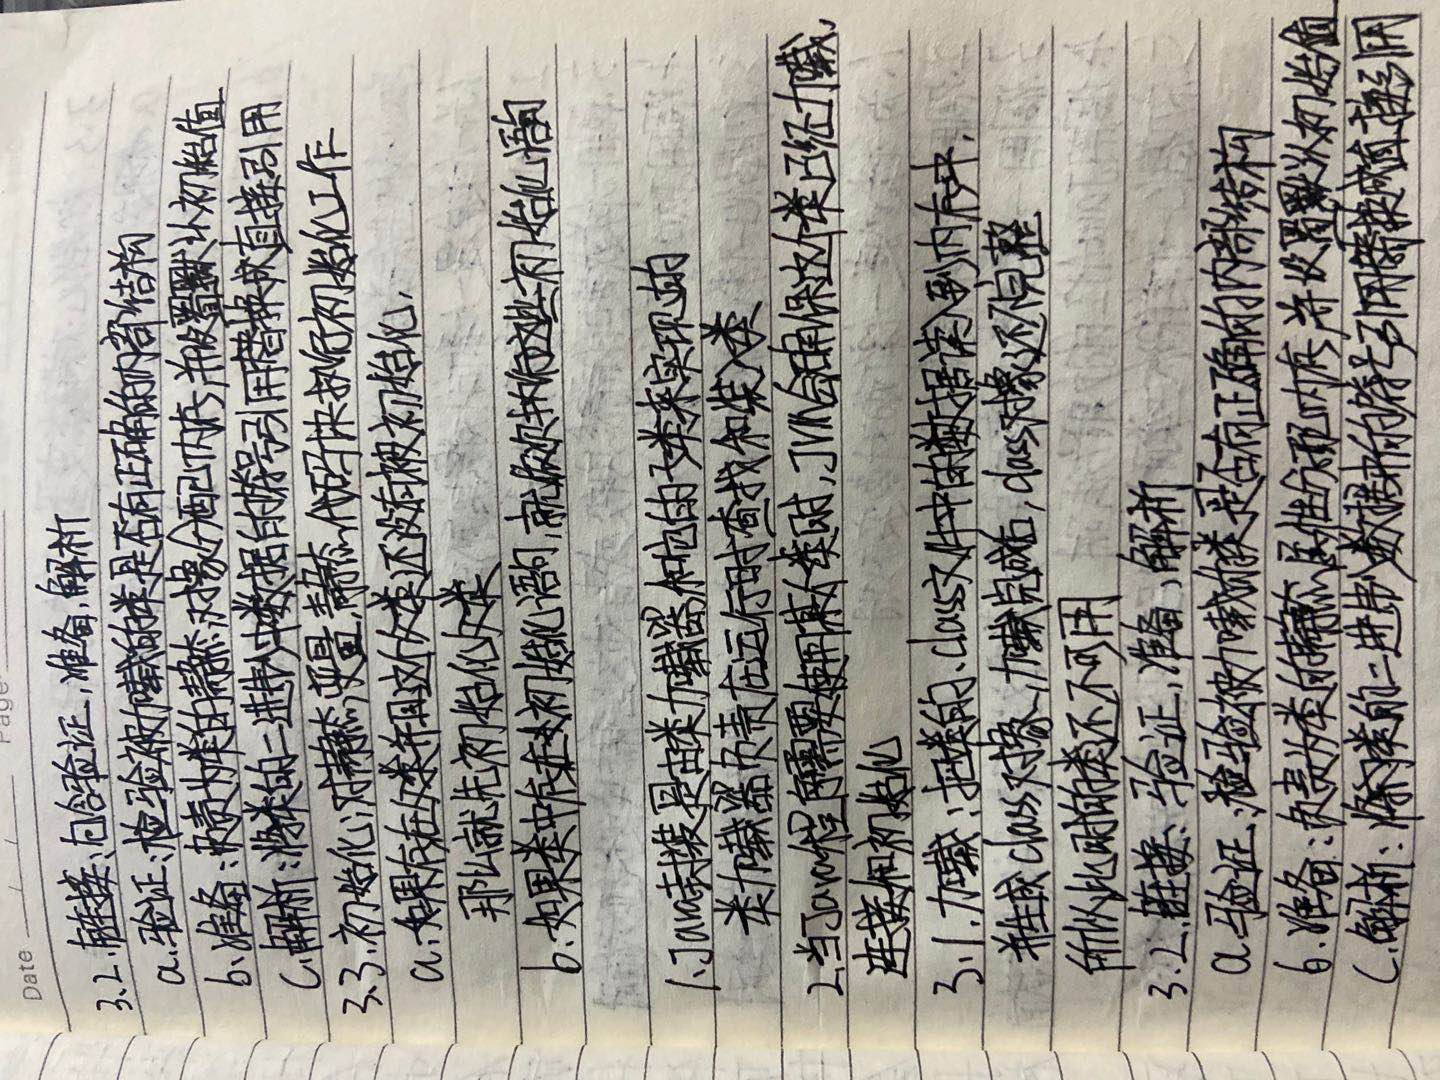 Date / / Page
3.2.链接:包含验证,准备,解析
a.验证:检验被加载的类是否有正确的内部结构
b.准备:负责为类的静态对象分配内存,并设置默认初始值
C.解析:将类的二进制中数据的符号引用替换成直接引用
3.3.初始化:对静态变量,静态代码块执行初始化工作
a.如果存在父类并且这个父类还没有被初始化,
那么就先初始化父类
b.如果类中存在初始化语句,就依次执行这些初始化语句
1.Java封装是由类加载器和它的子类来实现的
类加载器负责在运行时查找和装入类
2.当Java程序需要使用某个类时,JVM会确保这个类已经加载,
连接和初始化
3.1.加载:把类的.class文件中的数据读入到内存中,
并生成class对象,加载完成后,class对象还不完整
所以此时的类还不可用
3.2.链接:验证,准备,解析
a.验证:检验被加载的类是否有正确的内部结构
b.准备:负责为类的静态属性分配内存,并设置默认初始值
C.解析:将类的二进制数据中的符号引用替换成直接引用